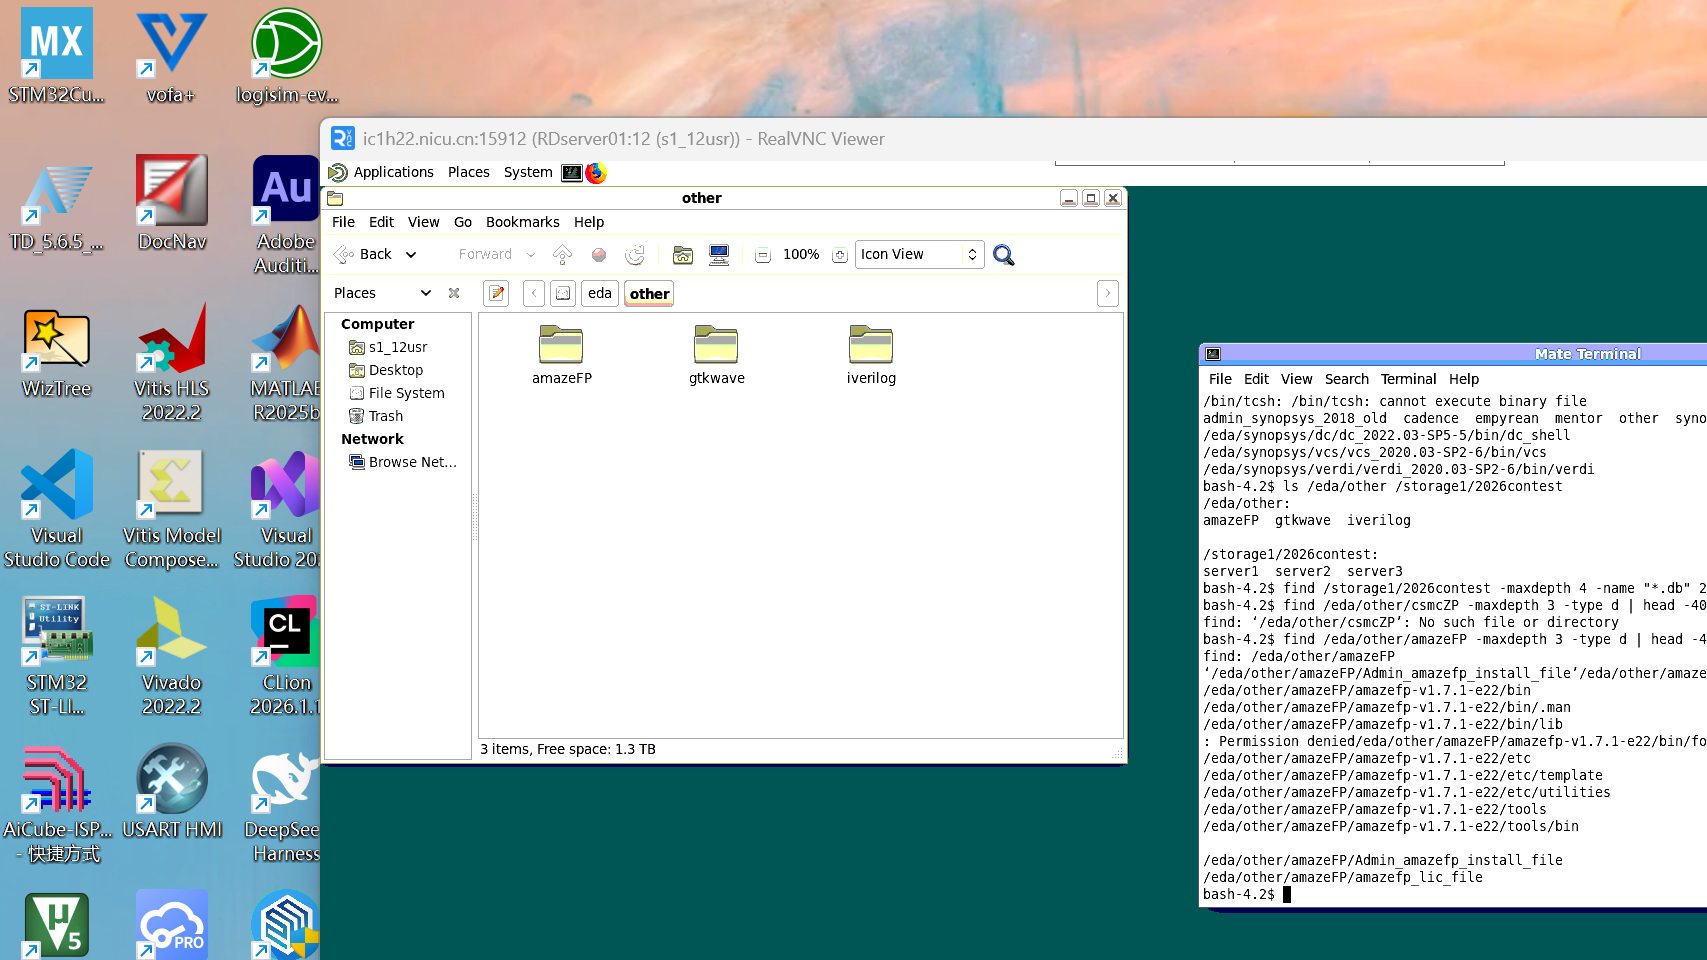 MX
STM32Cu...
vofa+
logisim-ev...
TD_5.6.5_...
DocNav
Au
Adobe
Auditi...
WizTree
Vitis HLS
2022.2
MATLAB
R2025b
Visual
Studio Code
Vitis Model
Compose...
Visual
Studio 20
ST-LINK
Utility
STM32
ST-LI...
Vivado
2022.2
CL
CLion
2026.1.1
AiCube-ISP...
- 快捷方式
USART HMI
DeepSee
Harness
μ
V
5
PRO
ic1h22.nicu.cn:15912 (RDserver01:12 (s1_12usr)) - RealVNC Viewer
Applications Places System
other
File Edit View Go Bookmarks Help
Back Forward 100% Icon View
Places eda other
Computer
s1_12usr
Desktop
File System
Trash
Network
Browse Net...
amazeFP gtkwave iverilog
3 items, Free space: 1.3 TB
Mate Terminal
File Edit View Search Terminal Help
/bin/tcsh: /bin/tcsh: cannot execute binary file
admin_synopsys_2018_old cadence empyrean mentor other syno
/eda/synopsys/dc/dc_2022.03-SP5-5/bin/dc_shell
/eda/synopsys/vcs/vcs_2020.03-SP2-6/bin/vcs
/eda/synopsys/verdi/verdi_2020.03-SP2-6/bin/verdi
bash-4.2$ ls /eda/other /storage1/2026contest
/eda/other:
amazeFP gtkwave iverilog
/storage1/2026contest:
server1 server2 server3
bash-4.2$ find /storage1/2026contest -maxdepth 4 -name "*.db" 2
bash-4.2$ find /eda/other/csmcZP -maxdepth 3 -type d | head -40
find: ‘/eda/other/csmcZP’: No such file or directory
bash-4.2$ find /eda/other/amazeFP -maxdepth 3 -type d | head -4
find: /eda/other/amazeFP
‘/eda/other/amazeFP/Admin_amazefp_install_file’/eda/other/amaze
/eda/other/amazeFP/amazefp-v1.7.1-e22/bin
/eda/other/amazeFP/amazefp-v1.7.1-e22/bin/.man
/eda/other/amazeFP/amazefp-v1.7.1-e22/bin/lib
: Permission denied/eda/other/amazeFP/amazefp-v1.7.1-e22/bin/fo
/eda/other/amazeFP/amazefp-v1.7.1-e22/etc
/eda/other/amazeFP/amazefp-v1.7.1-e22/etc/template
/eda/other/amazeFP/amazefp-v1.7.1-e22/etc/utilities
/eda/other/amazeFP/amazefp-v1.7.1-e22/tools
/eda/other/amazeFP/amazefp-v1.7.1-e22/tools/bin
/eda/other/amazeFP/Admin_amazefp_install_file
/eda/other/amazeFP/amazefp_lic_file
bash-4.2$